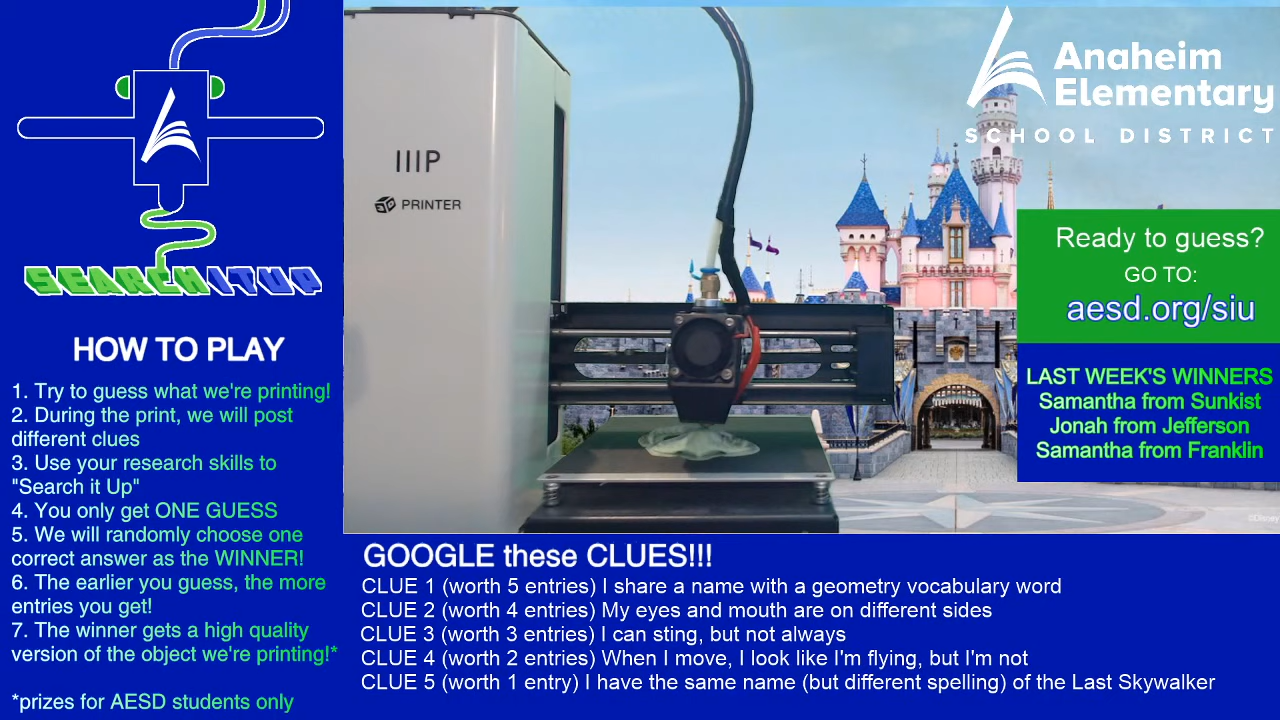 SEARCHITUP
HOW TO PLAY
1. Try to guess what we're printing!
2. During the print, we will post
different clues
3. Use your research skills to
"Search it Up"
4. You only get ONE GUESS
5. We will randomly choose one
correct answer as the WINNER!
6. The earlier you guess, the more
entries you get!
7. The winner gets a high quality
version of the object we're printing!*
*prizes for AESD students only
IIIP
PRINTER
Anaheim
Elementary
SCHOOL DISTRICT
Ready to guess?
GO TO:
aesd.org/siu
LAST WEEK'S WINNERS
Samantha from Sunkist
Jonah from Jefferson
Samantha from Franklin
GOOGLE these CLUES!!!
CLUE 1 (worth 5 entries) I share a name with a geometry vocabulary word
CLUE 2 (worth 4 entries) My eyes and mouth are on different sides
CLUE 3 (worth 3 entries) I can sting, but not always
CLUE 4 (worth 2 entries) When I move, I look like I'm flying, but I'm not
CLUE 5 (worth 1 entry) I have the same name (but different spelling) of the Last Skywalker